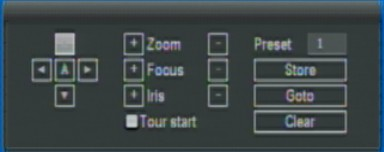 + Zoom - Preset 1
A + Focus - Store
+ Iris - Goto
Tour start Clear